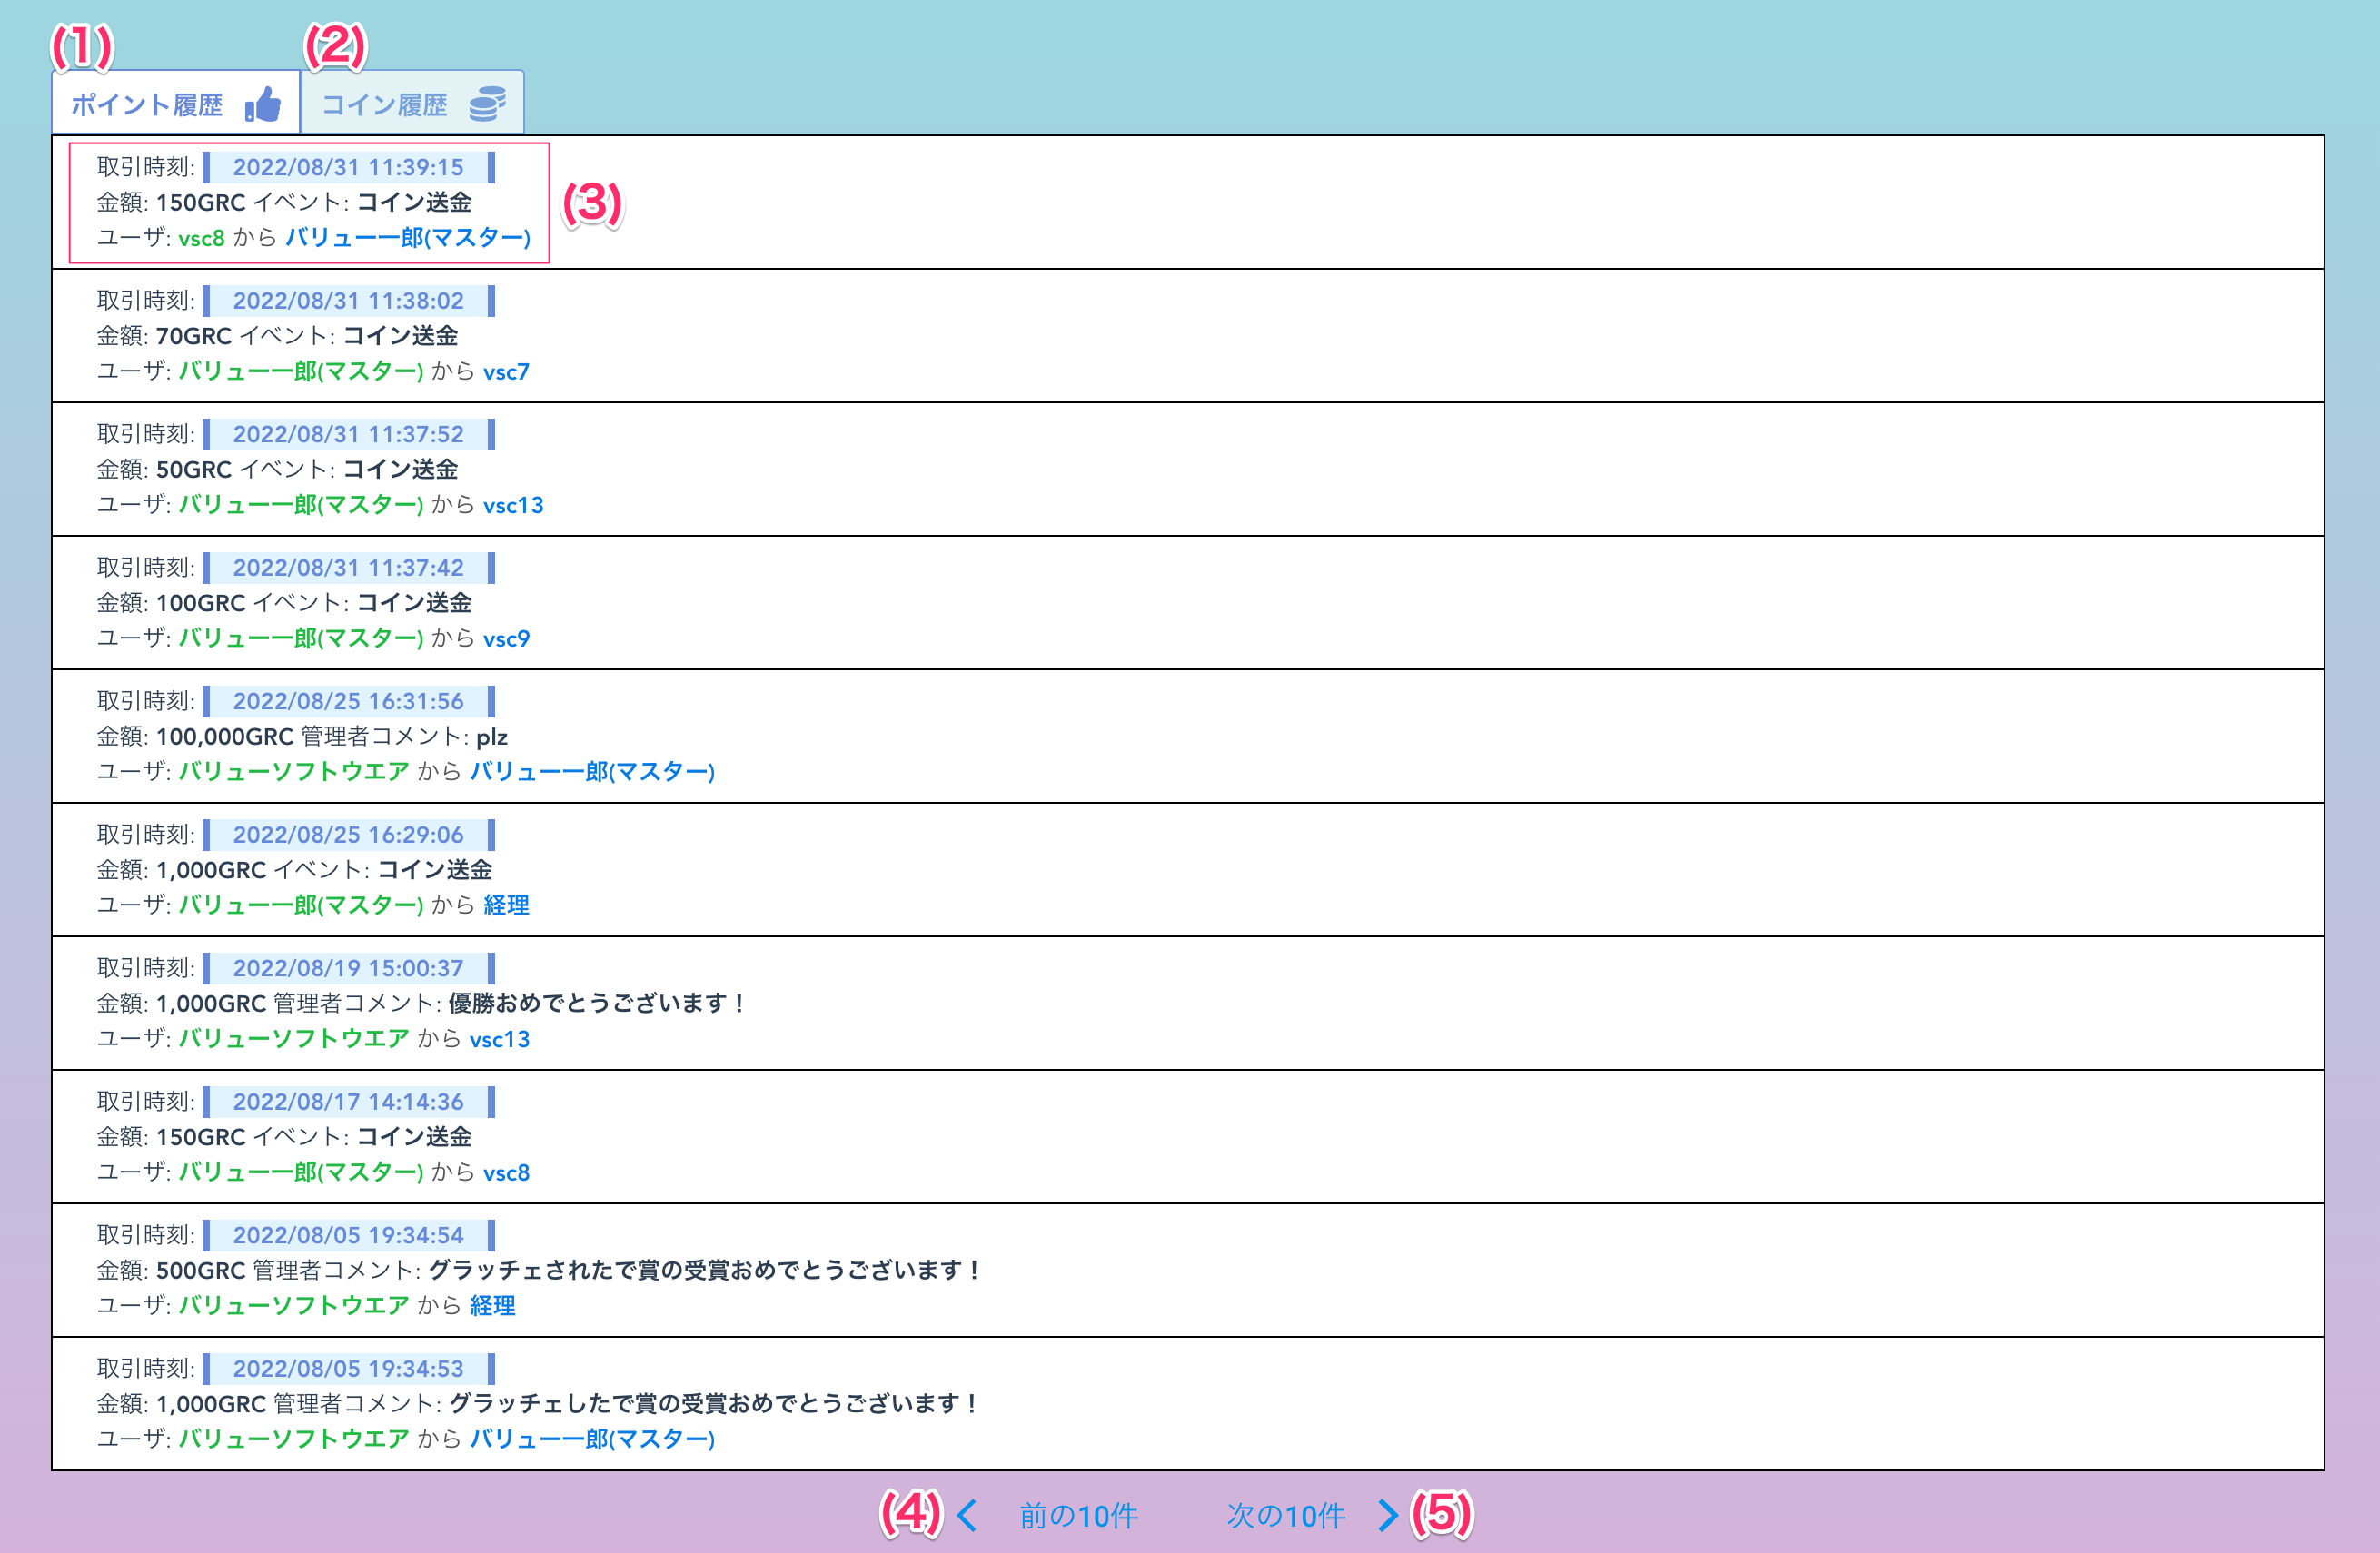 (1)
(2)
ポイント履歴
コイン履歴
取引時刻: 2022/08/31 11:39:15
金額: 150GRC イベント: コイン送金
(3)
ユーザ: vsc8 から バリュー一郎(マスター)
取引時刻: 2022/08/31 11:38:02
金額: 70GRC イベント: コイン送金
ユーザ: バリュー一郎(マスター) から vsc7
取引時刻: 2022/08/31 11:37:52
金額: 50GRC イベント: コイン送金
ユーザ: バリュー一郎(マスター) から vsc13
取引時刻: 2022/08/31 11:37:42
金額: 100GRC イベント: コイン送金
ユーザ: バリュー一郎(マスター) から vsc9
取引時刻: 2022/08/25 16:31:56
金額: 100,000GRC 管理者コメント: plz
ユーザ: バリューソフトウエア から バリュー一郎(マスター)
取引時刻: 2022/08/25 16:29:06
金額: 1,000GRC イベント: コイン送金
ユーザ: バリュー一郎(マスター) から 経理
取引時刻: 2022/08/19 15:00:37
金額: 1,000GRC 管理者コメント: 優勝おめでとうございます！
ユーザ: バリューソフトウエア から vsc13
取引時刻: 2022/08/17 14:14:36
金額: 150GRC イベント: コイン送金
ユーザ: バリュー一郎(マスター) から vsc8
取引時刻: 2022/08/05 19:34:54
金額: 500GRC 管理者コメント: グラッチェされたで賞の受賞おめでとうございます！
ユーザ: バリューソフトウエア から 経理
取引時刻: 2022/08/05 19:34:53
金額: 1,000GRC 管理者コメント: グラッチェしたで賞の受賞おめでとうございます！
ユーザ: バリューソフトウエア から バリュー一郎(マスター)
(4) 前の10件 次の10件 (5)